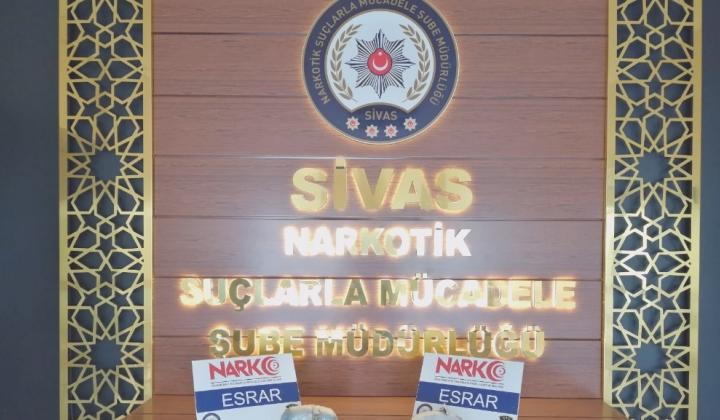 NARKOTİK SUÇLARLA MÜCADELE ŞUBE MÜDÜRLÜĞÜ
SİVAS
SİVAS
NARKOTİK
SUÇLARLA MÜCADELE
ŞUBE MÜDÜRLÜĞÜ
NARKO
ESRAR
NARKO
ESRAR